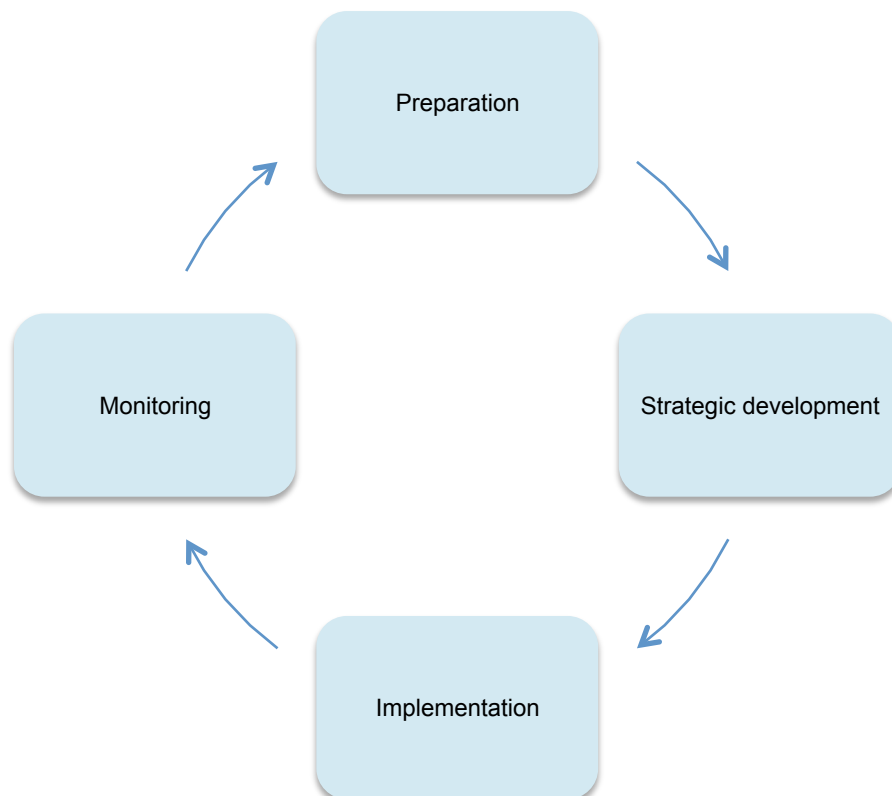 Preparation
Strategic development
Implementation
Monitoring